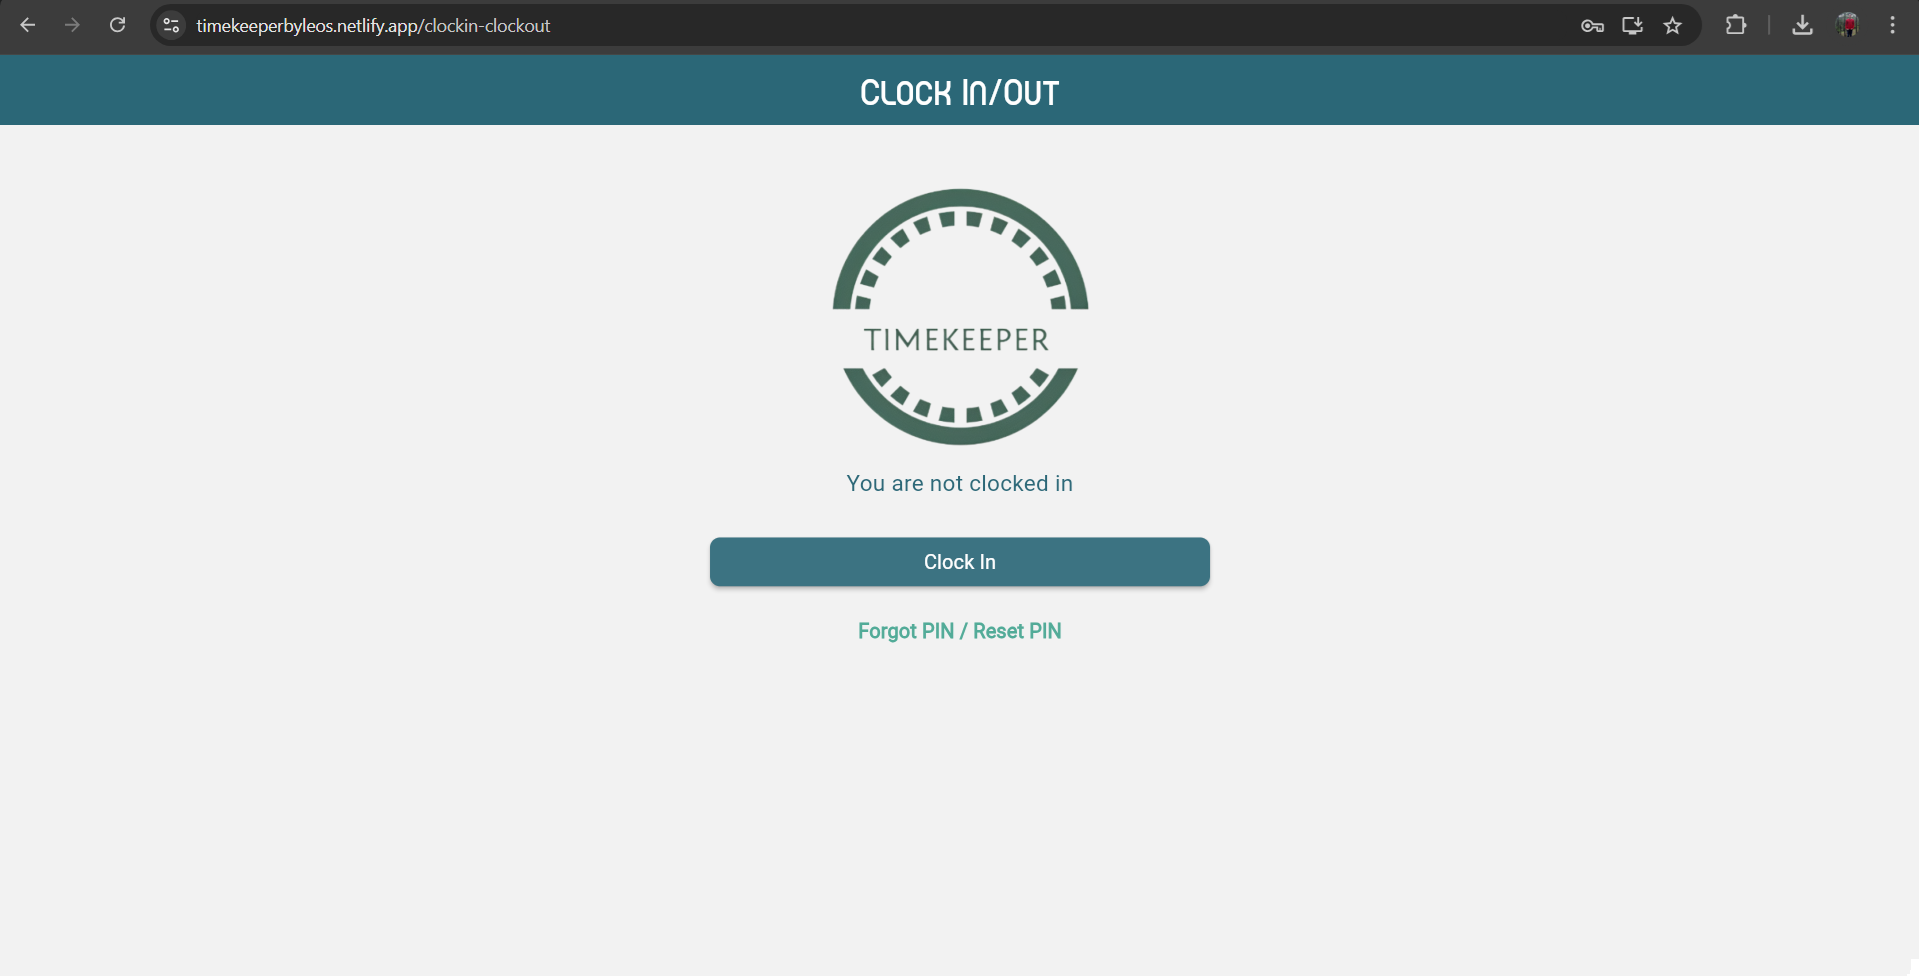 timekeeperbyleos.netlify.app/clockin-clockout
Clock In/Out
TIMEKEEPER
You are not clocked in
Clock In
Forgot PIN / Reset PIN